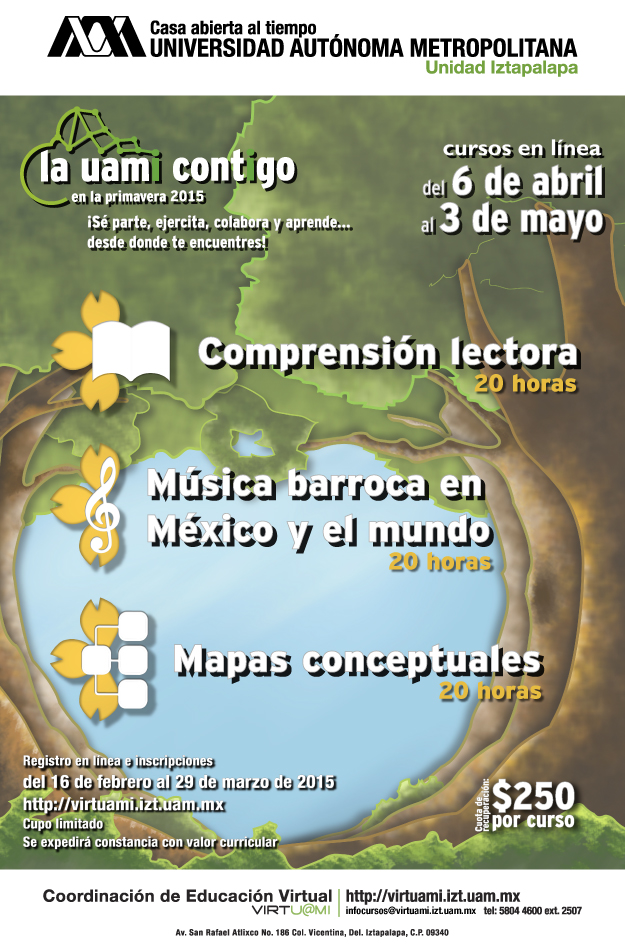 Casa abierta al tiempo
UNIVERSIDAD AUTÓNOMA METROPOLITANA
Unidad Iztapalapa
la uami contigo
en la primavera 2015
¡Sé parte, ejercita, colabora y aprende...
desde donde te encuentres!
cursos en línea
del 6 de abril
al 3 de mayo
Comprensión lectora
20 horas
Música barroca en
México y el mundo
20 horas
Mapas conceptuales
20 horas
Registro en línea e inscripciones
del 16 de febrero al 29 de marzo de 2015
http://virtuami.izt.uam.mx
Cupo limitado
Se expedirá constancia con valor curricular
Cuota de
recuperación:
$250
por curso
Coordinación de Educación Virtual
VIRTU@MI
http://virtuami.izt.uam.mx
infocursos@virtuami.izt.uam.mx tel: 5804 4600 ext. 2507
Av. San Rafael Atlixco No. 186 Col. Vicentina, Del. Iztapalapa, C.P. 09340